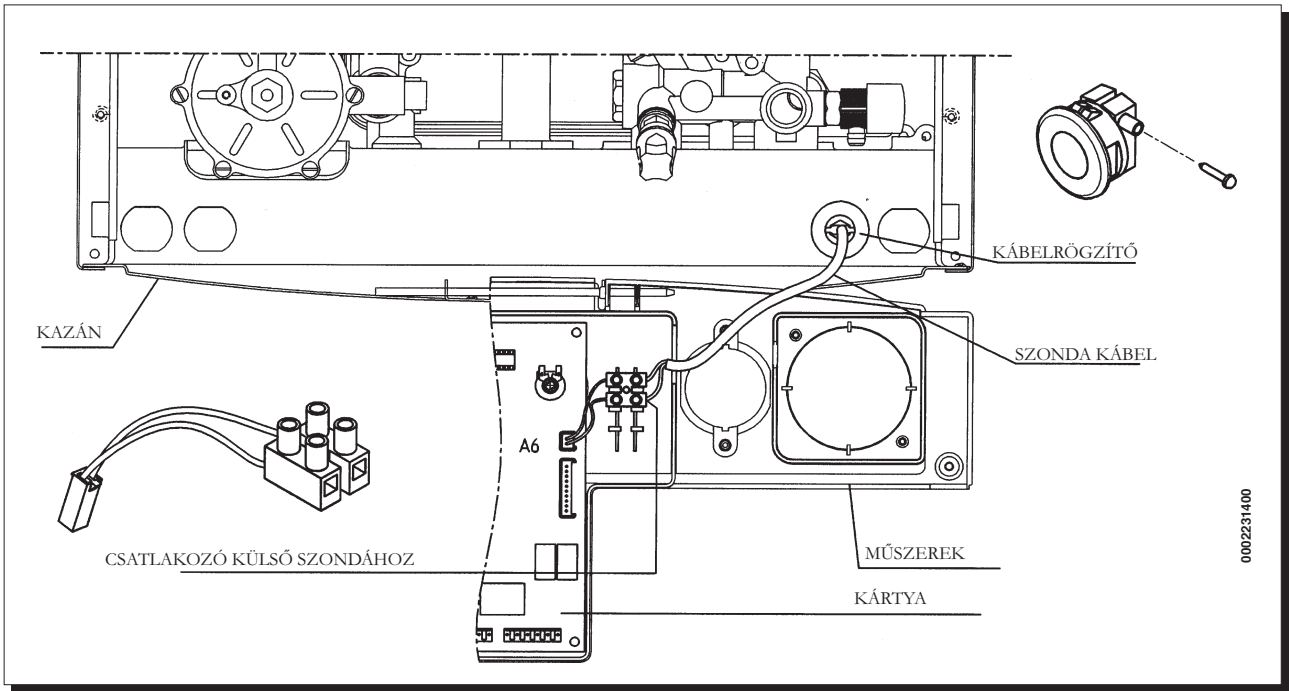 KÁBELRÖGZÍTŐ
KAZÁN
SZONDA KÁBEL
A6
CSATLAKOZÓ KÜLSŐ SZONDÁHOZ
MŰSZEREK
KÁRTYA
0002231400